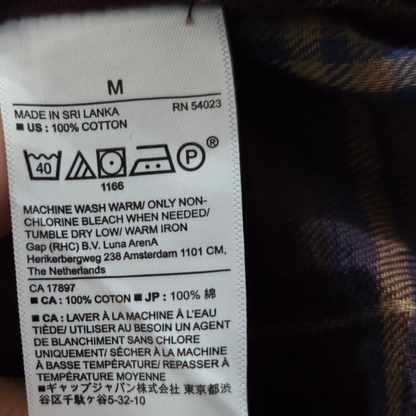 M
MADE IN SRI LANKA RN 54023
■ US: 100% COTTON
40 P ®
1166
MACHINE WASH WARM/ ONLY NON-
CHLORINE BLEACH WHEN NEEDED/
TUMBLE DRY LOW/ WARM IRON
Gap (RHC) B.V. Luna ArenA
Herikerbergweg 238 Amsterdam 1101 CM,
The Netherlands
CA 17897
■ CA: 100% COTON ■ JP: 100% 綿
■ CA: LAVER À LA MACHINE À L'EAU
TIÈDE/ UTILISER AU BESOIN UN AGENT
DE BLANCHIMENT SANS CHLORE
UNIQUEMENT/ SÉCHER À LA MACHINE
À BASSE TEMPÉRATURE/ REPASSER À
TEMPÉRATURE MOYENNE
■ギャップジャパン株式会社 東京都渋
谷区千駄ヶ谷5-32-10